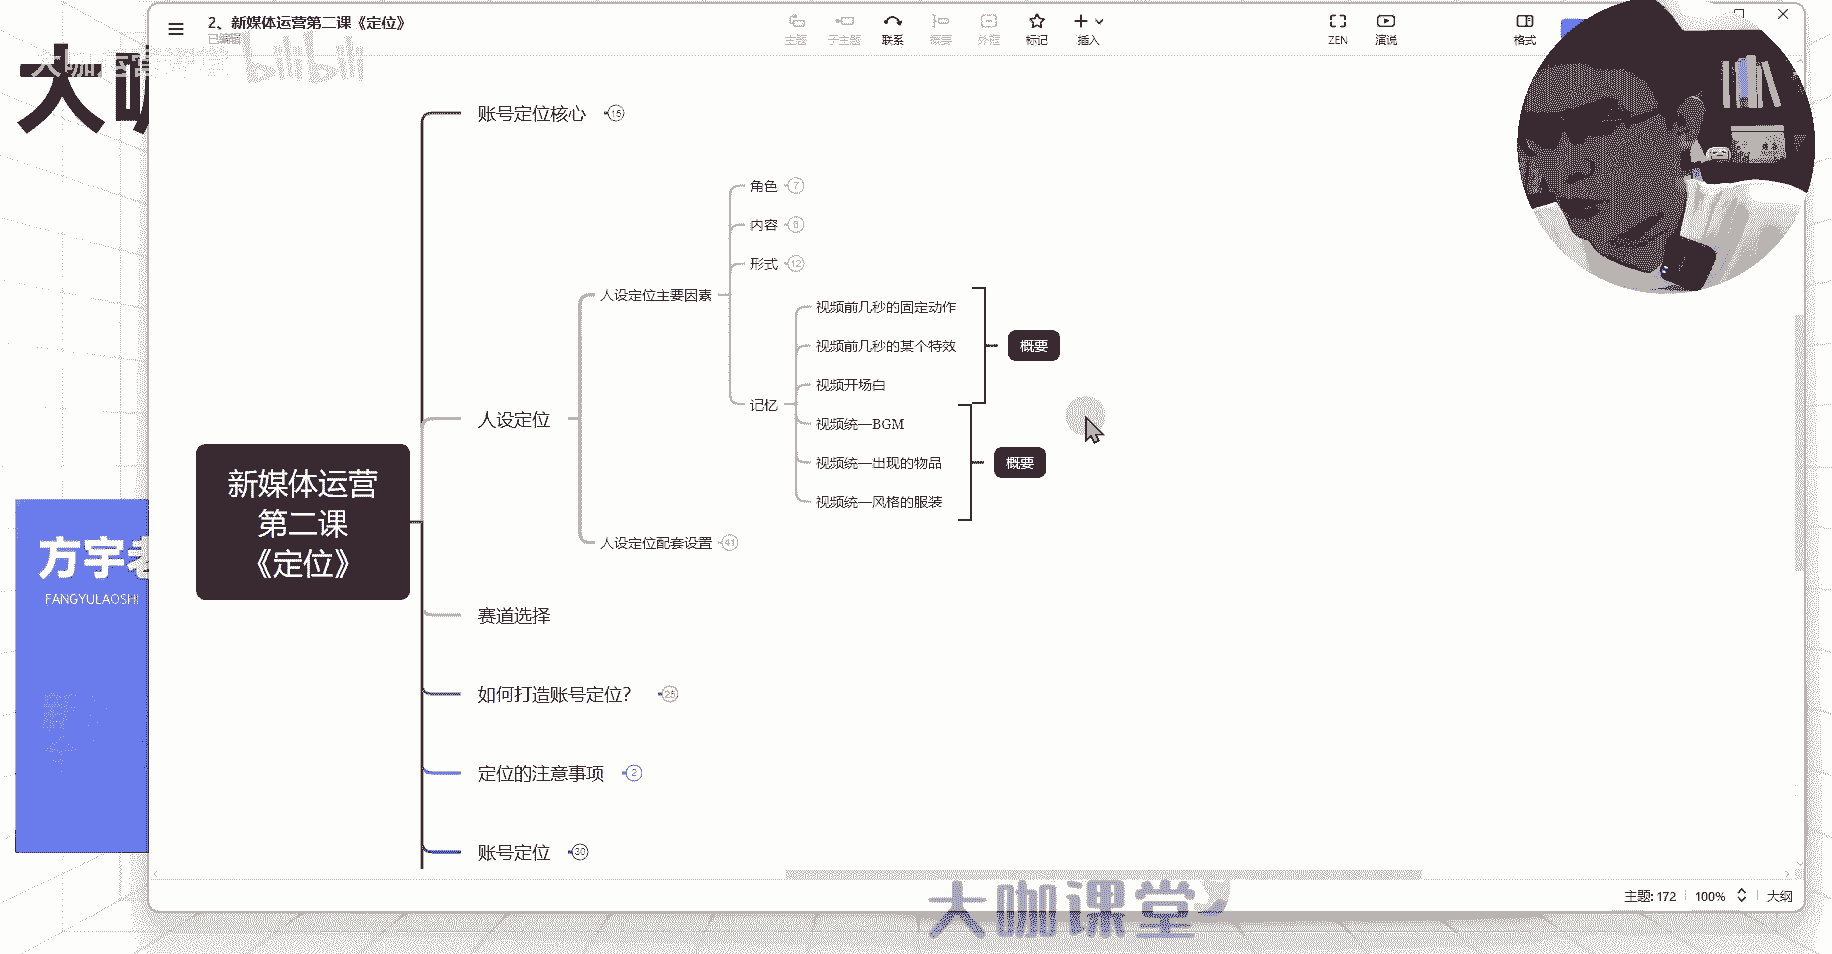 2、新媒体运营第二课《定位》
已编辑
主题
子主题
联系
概要
外框
标记
插入
ZEN
演说
格式
大咖运营课堂
bilibili
大咖
账号定位核心 15
角色 7
内容
形式 12
人设定位主要因素
视频前几秒的固定动作
视频前几秒的某个特效
概要
视频开场白
记忆
人设定位
视频统一BGM
视频统一出现的物品
概要
视频统一风格的服装
新媒体运营
第二课
《定位》
人设定位配套设置 41
方宇老
FANGYULAOSHI
赛道选择
如何打造账号定位？ 25
定位的注意事项 2
账号定位 30
大咖课堂
主题: 172
100%
大纲